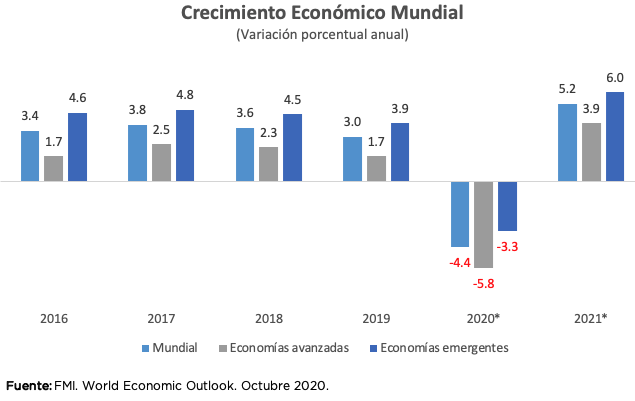 Crecimiento Económico Mundial
(Variación porcentual anual)
3.4 1.7 4.6 3.8 2.5 4.8 3.6 2.3 4.5 3.0 1.7 3.9 -4.4 -5.8 -3.3 5.2 3.9 6.0
2016 2017 2018 2019 2020* 2021*
Mundial Economías avanzadas Economías emergentes
Fuente: FMI. World Economic Outlook. Octubre 2020.